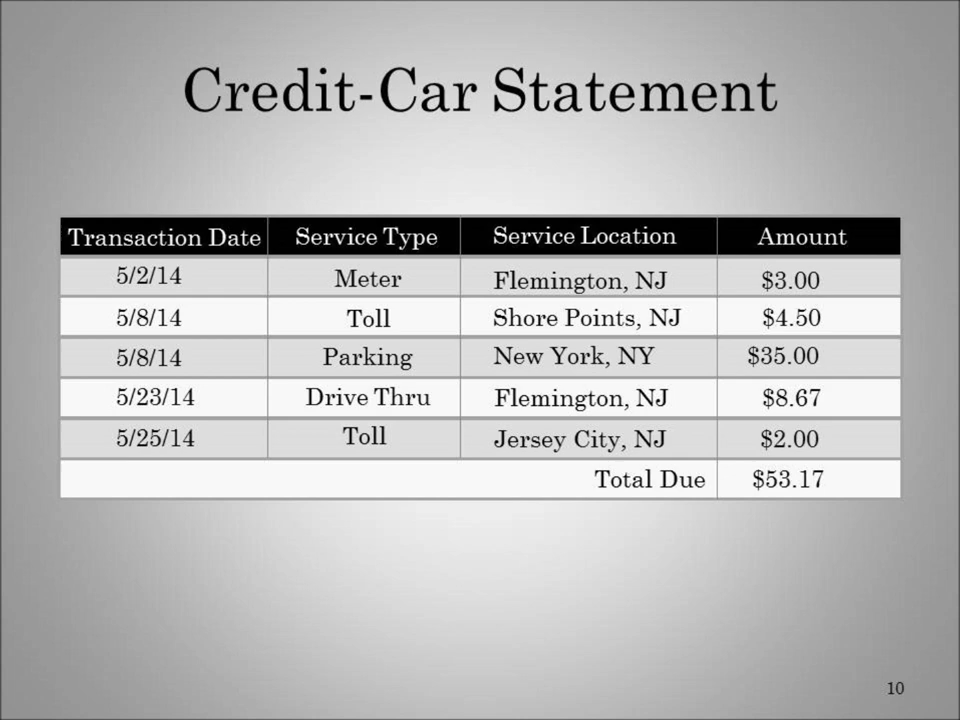 Credit-Car Statement
Transaction Date Service Type Service Location Amount
5/2/14 Meter Flemington, NJ $3.00
5/8/14 Toll Shore Points, NJ $4.50
5/8/14 Parking New York, NY $35.00
5/23/14 Drive Thru Flemington, NJ $8.67
5/25/14 Toll Jersey City, NJ $2.00
Total Due $53.17
10